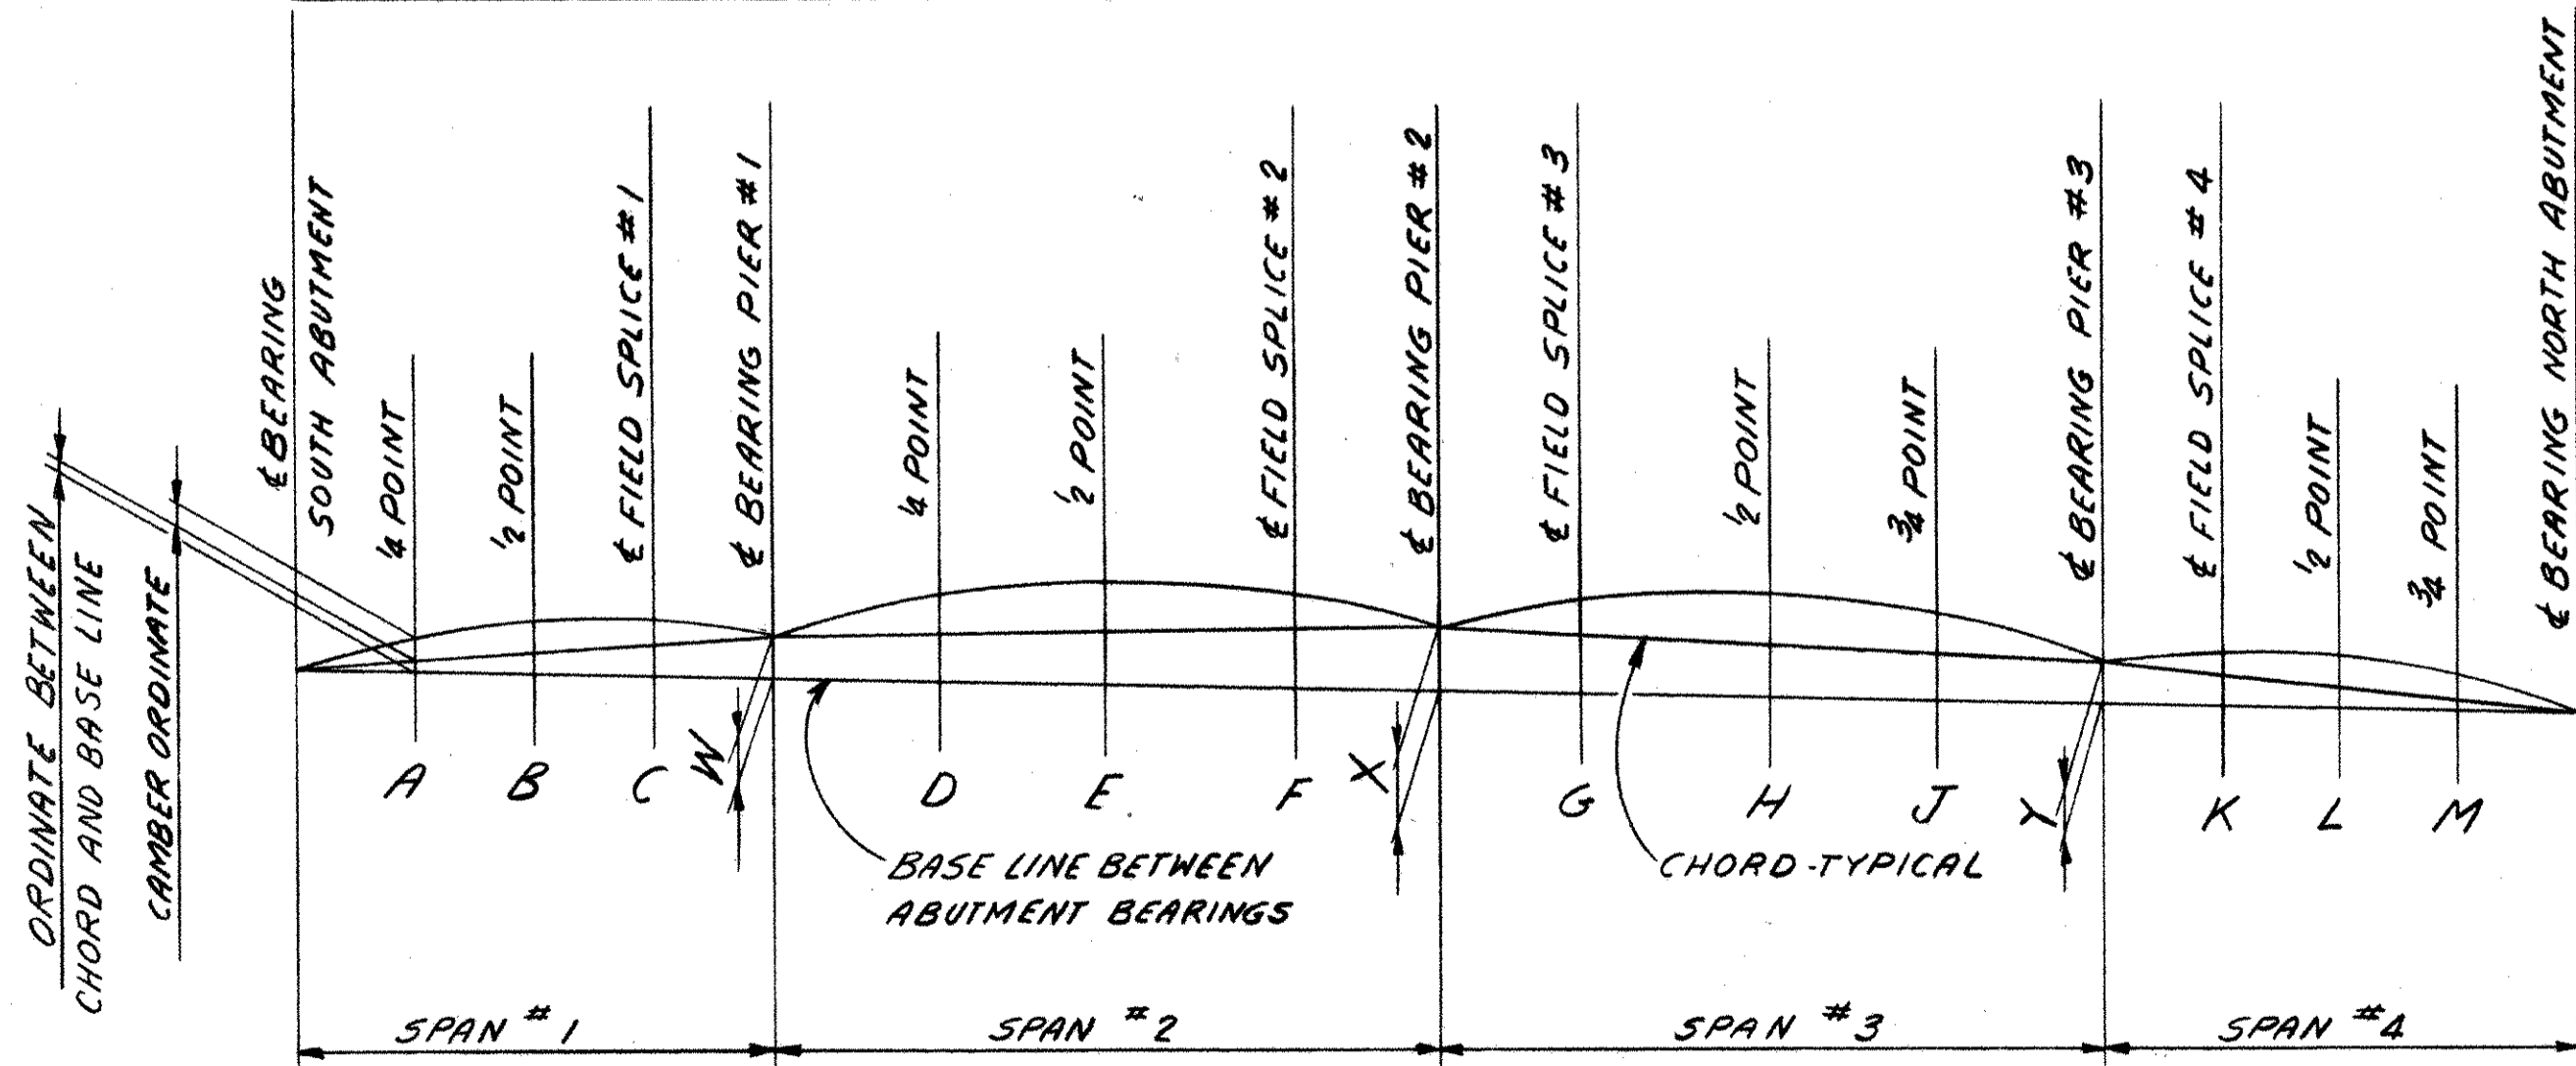 ℄ BEARING
SOUTH ABUTMENT
¼ POINT
½ POINT
℄ FIELD SPLICE #1
℄ BEARING PIER #1
¼ POINT
½ POINT
℄ FIELD SPLICE #2
℄ BEARING PIER #2
℄ FIELD SPLICE #3
½ POINT
¾ POINT
℄ BEARING PIER #3
℄ FIELD SPLICE #4
½ POINT
¾ POINT
℄ BEARING NORTH ABUTMENT
ORDINATE BETWEEN
CHORD AND BASE LINE
CAMBER ORDINATE
A
B
C
W
D
E
F
X
G
H
J
Y
K
L
M
BASE LINE BETWEEN
ABUTMENT BEARINGS
CHORD-TYPICAL
SPAN #1
SPAN #2
SPAN #3
SPAN #4